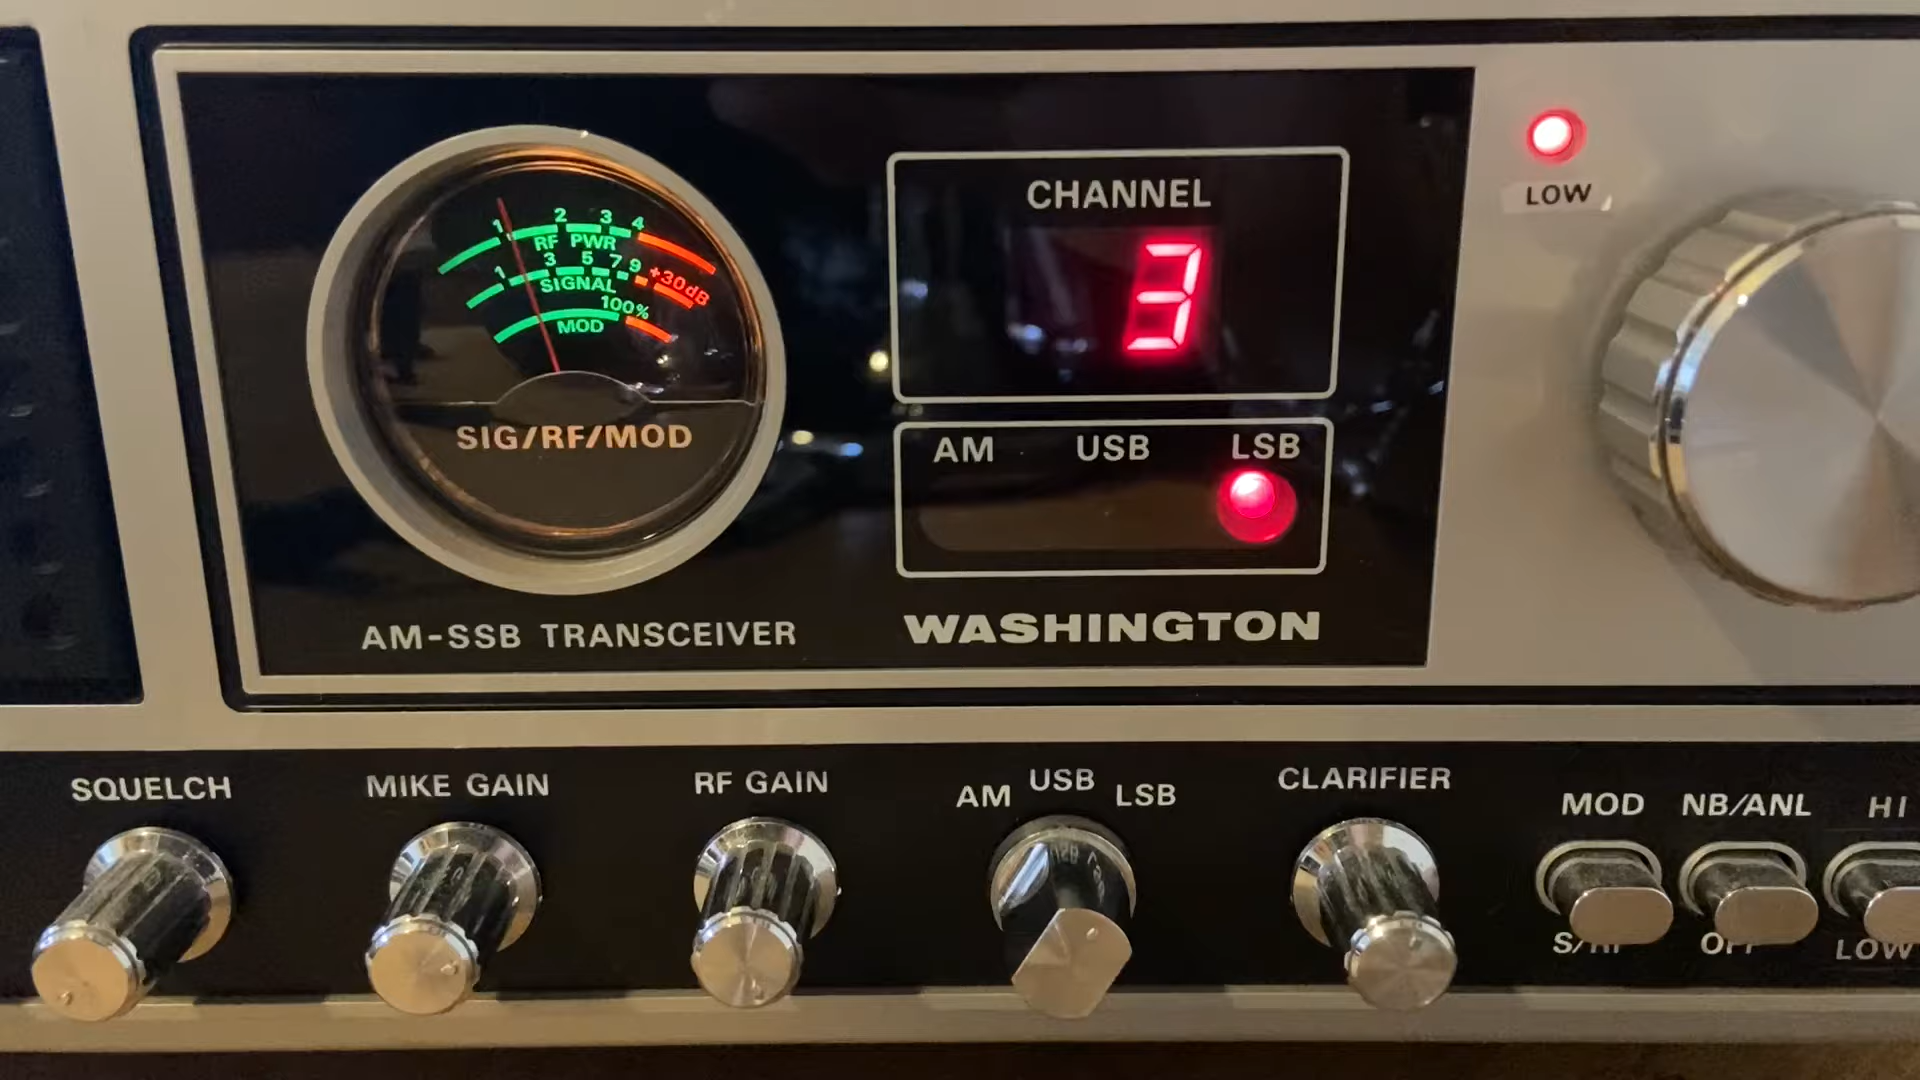 1 2 3 4
RF PWR
1 3 5 7 9 +30dB
SIGNAL
100%
MOD
SIG/RF/MOD
AM-SSB TRANSCEIVER
CHANNEL
3
AM USB LSB
WASHINGTON
LOW
SQUELCH
MIKE GAIN
RF GAIN
AM USB LSB
CLARIFIER
MOD
NB/ANL
HI
OFF
LOW